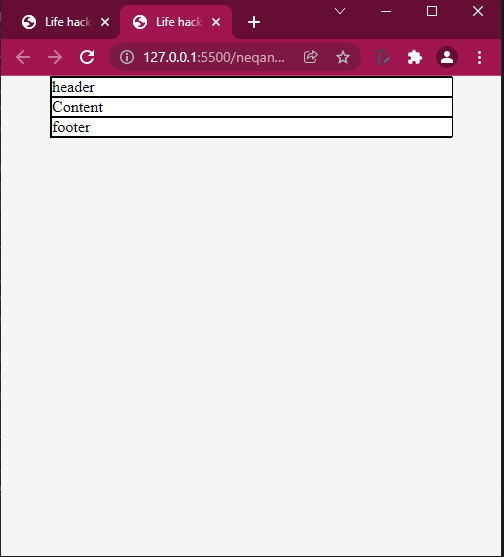 Life hack
Life hack
127.0.0.1:5500/neqan...
header
Content
footer